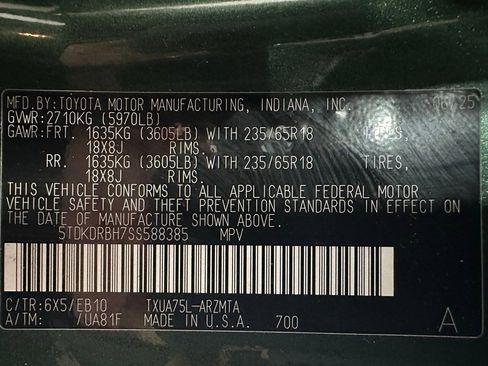 MFD.BY:TOYOTA MOTOR MANUFACTURING, INDIANA, INC. 06/25
GVWR:2710KG (5970LB)
GAWR:FRT. 1635KG (3605LB) WITH 235/65R18 TIRES,
18X8J RIMS.
RR. 1635KG (3605LB) WITH 235/65R18 TIRES,
18X8J RIMS.
THIS VEHICLE CONFORMS TO ALL APPLICABLE FEDERAL MOTOR
VEHICLE SAFETY AND THEFT PREVENTION STANDARDS IN EFFECT ON
THE DATE OF MANUFACTURE SHOWN ABOVE.
5TDKDRBH7SS588385 MPV
C/TR:6X5/EB10 TXUA75L-ARZMTA
A/TM: /UA81F MADE IN U.S.A. 700 A